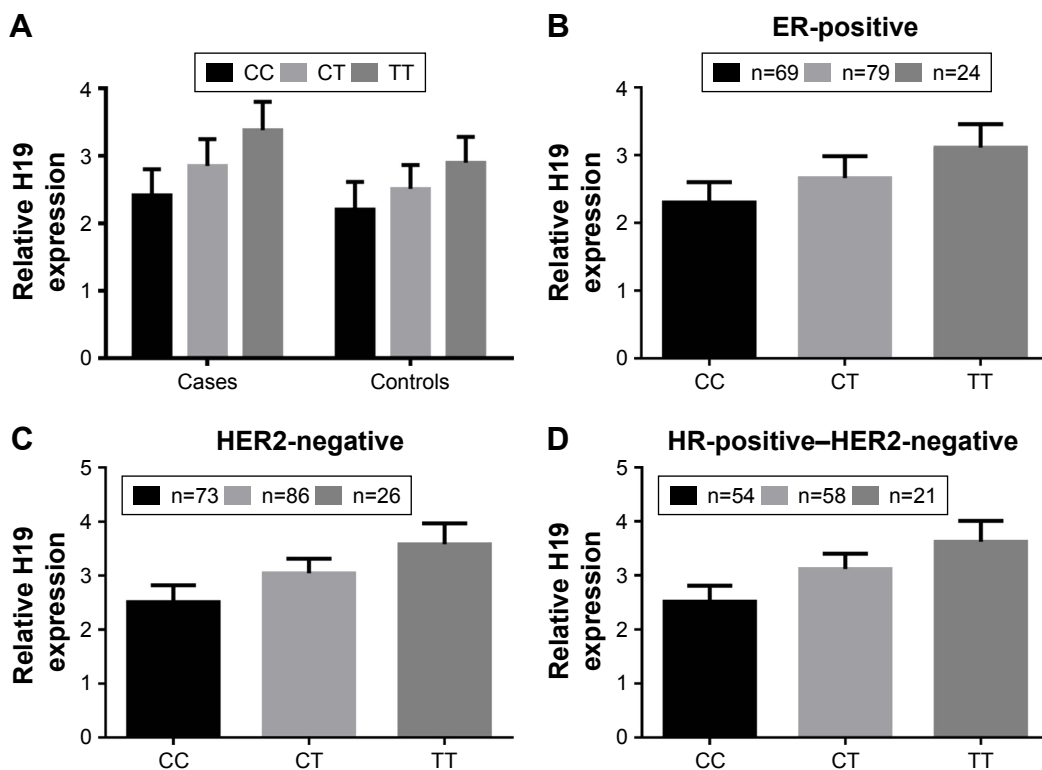 A
CC CT TT
Relative H19
expression
4
3
2
1
0
Cases Controls
B
ER-positive
n=69 n=79 n=24
Relative H19
expression
4
3
2
1
0
CC CT TT
C
HER2-negative
n=73 n=86 n=26
Relative H19
expression
5
4
3
2
1
0
CC CT TT
D
HR-positive–HER2-negative
n=54 n=58 n=21
Relative H19
expression
5
4
3
2
1
0
CC CT TT